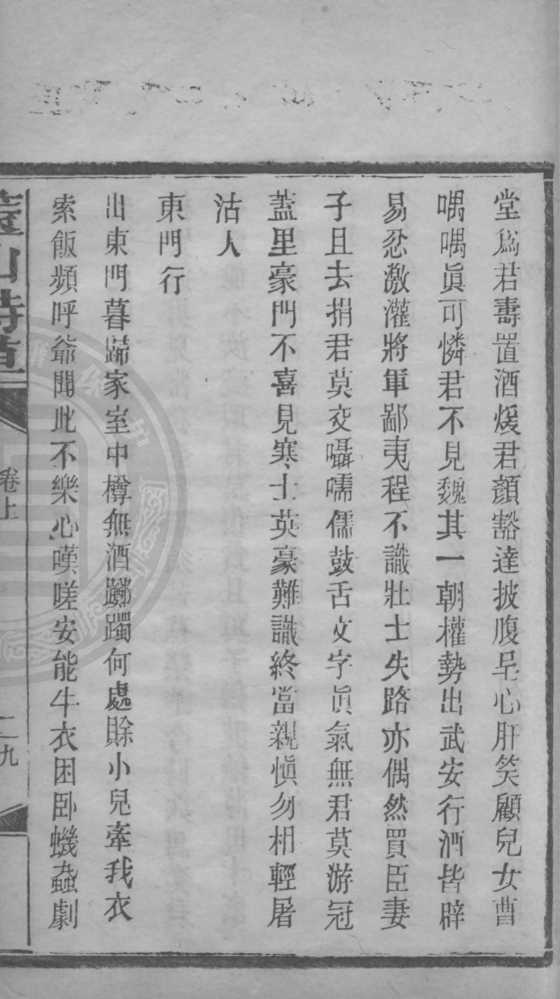 堂爲君壽置酒煖君顏豁達披腹呈心肝笑顧兒女曹
喁喁眞可憐君不見魏其一朝權勢出武安行酒皆辟
易忿激灌將軍鄙夷程不識壯士失路亦偶然買臣妻
子且去捐君莫交囁嚅儒鼓舌文字眞氣無君莫游冠
蓋里豪門不喜見寒士英豪難識終當親愼勿相輕屠
沽人
東門行
出東門暮歸家室中樽無酒躑躅何處賒小兒牽我衣
索飯頻呼爺聞此不樂心嘆嗟安能牛衣困臥蟣蝨劇
山詩草
卷上
二九